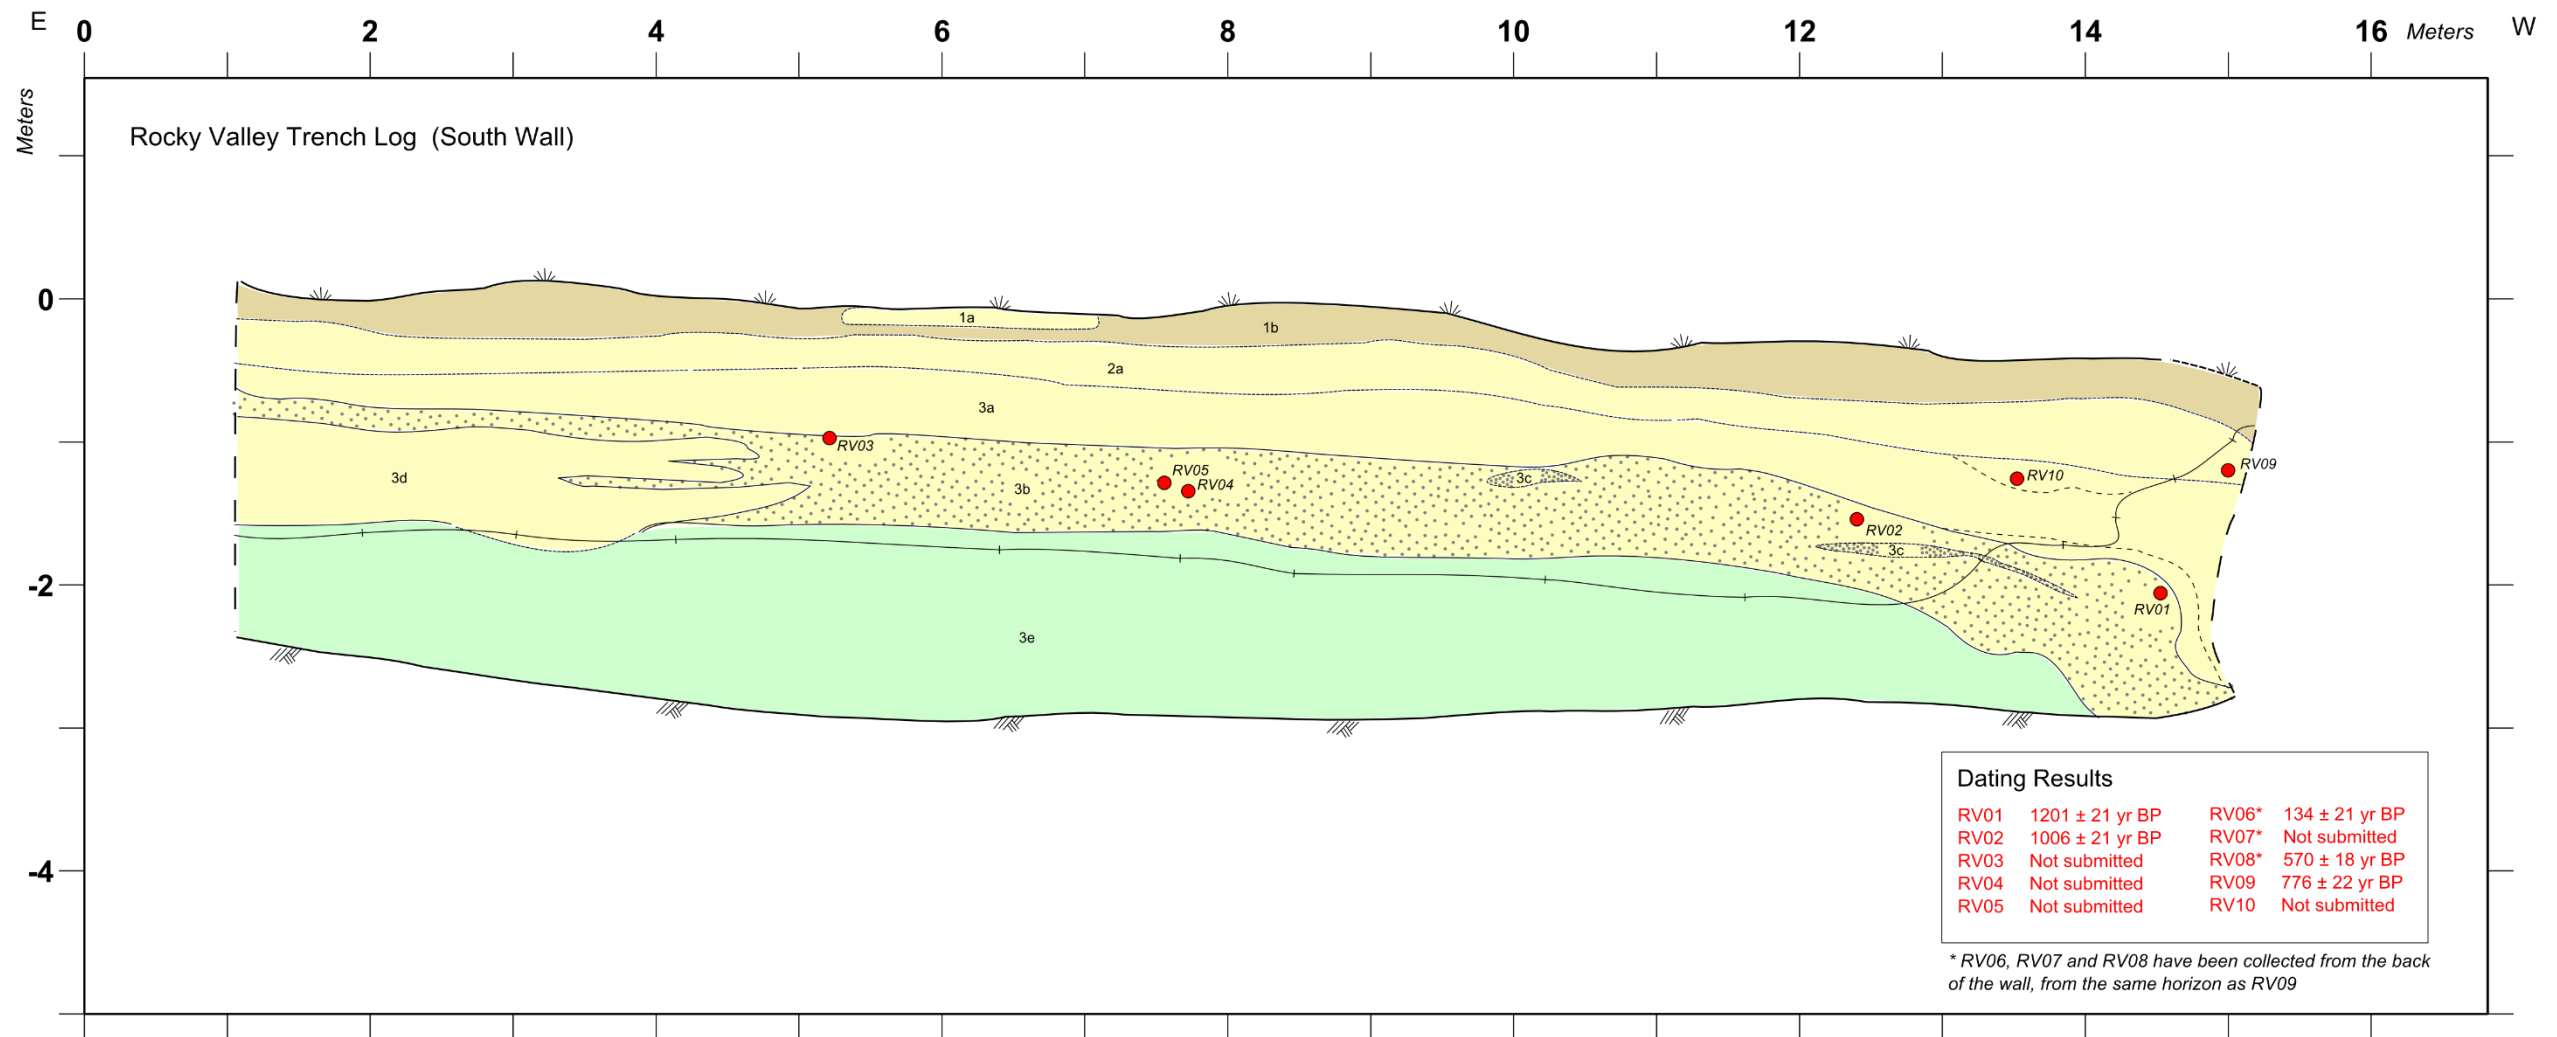 E
0 2 4 6 8 10 12 14 16 Meters W
Meters
Rocky Valley Trench Log (South Wall)
0
-2
-4
1a
1b
2a
3a
RV03
RV05
RV04
3d
3b
3c
RV10
RV09
RV02
3c
RV01
3e
Dating Results
RV01 1201 ± 21 yr BP
RV02 1006 ± 21 yr BP
RV03 Not submitted
RV04 Not submitted
RV05 Not submitted
RV06* 134 ± 21 yr BP
RV07* Not submitted
RV08* 570 ± 18 yr BP
RV09 776 ± 22 yr BP
RV10 Not submitted
* RV06, RV07 and RV08 have been collected from the back
of the wall, from the same horizon as RV09